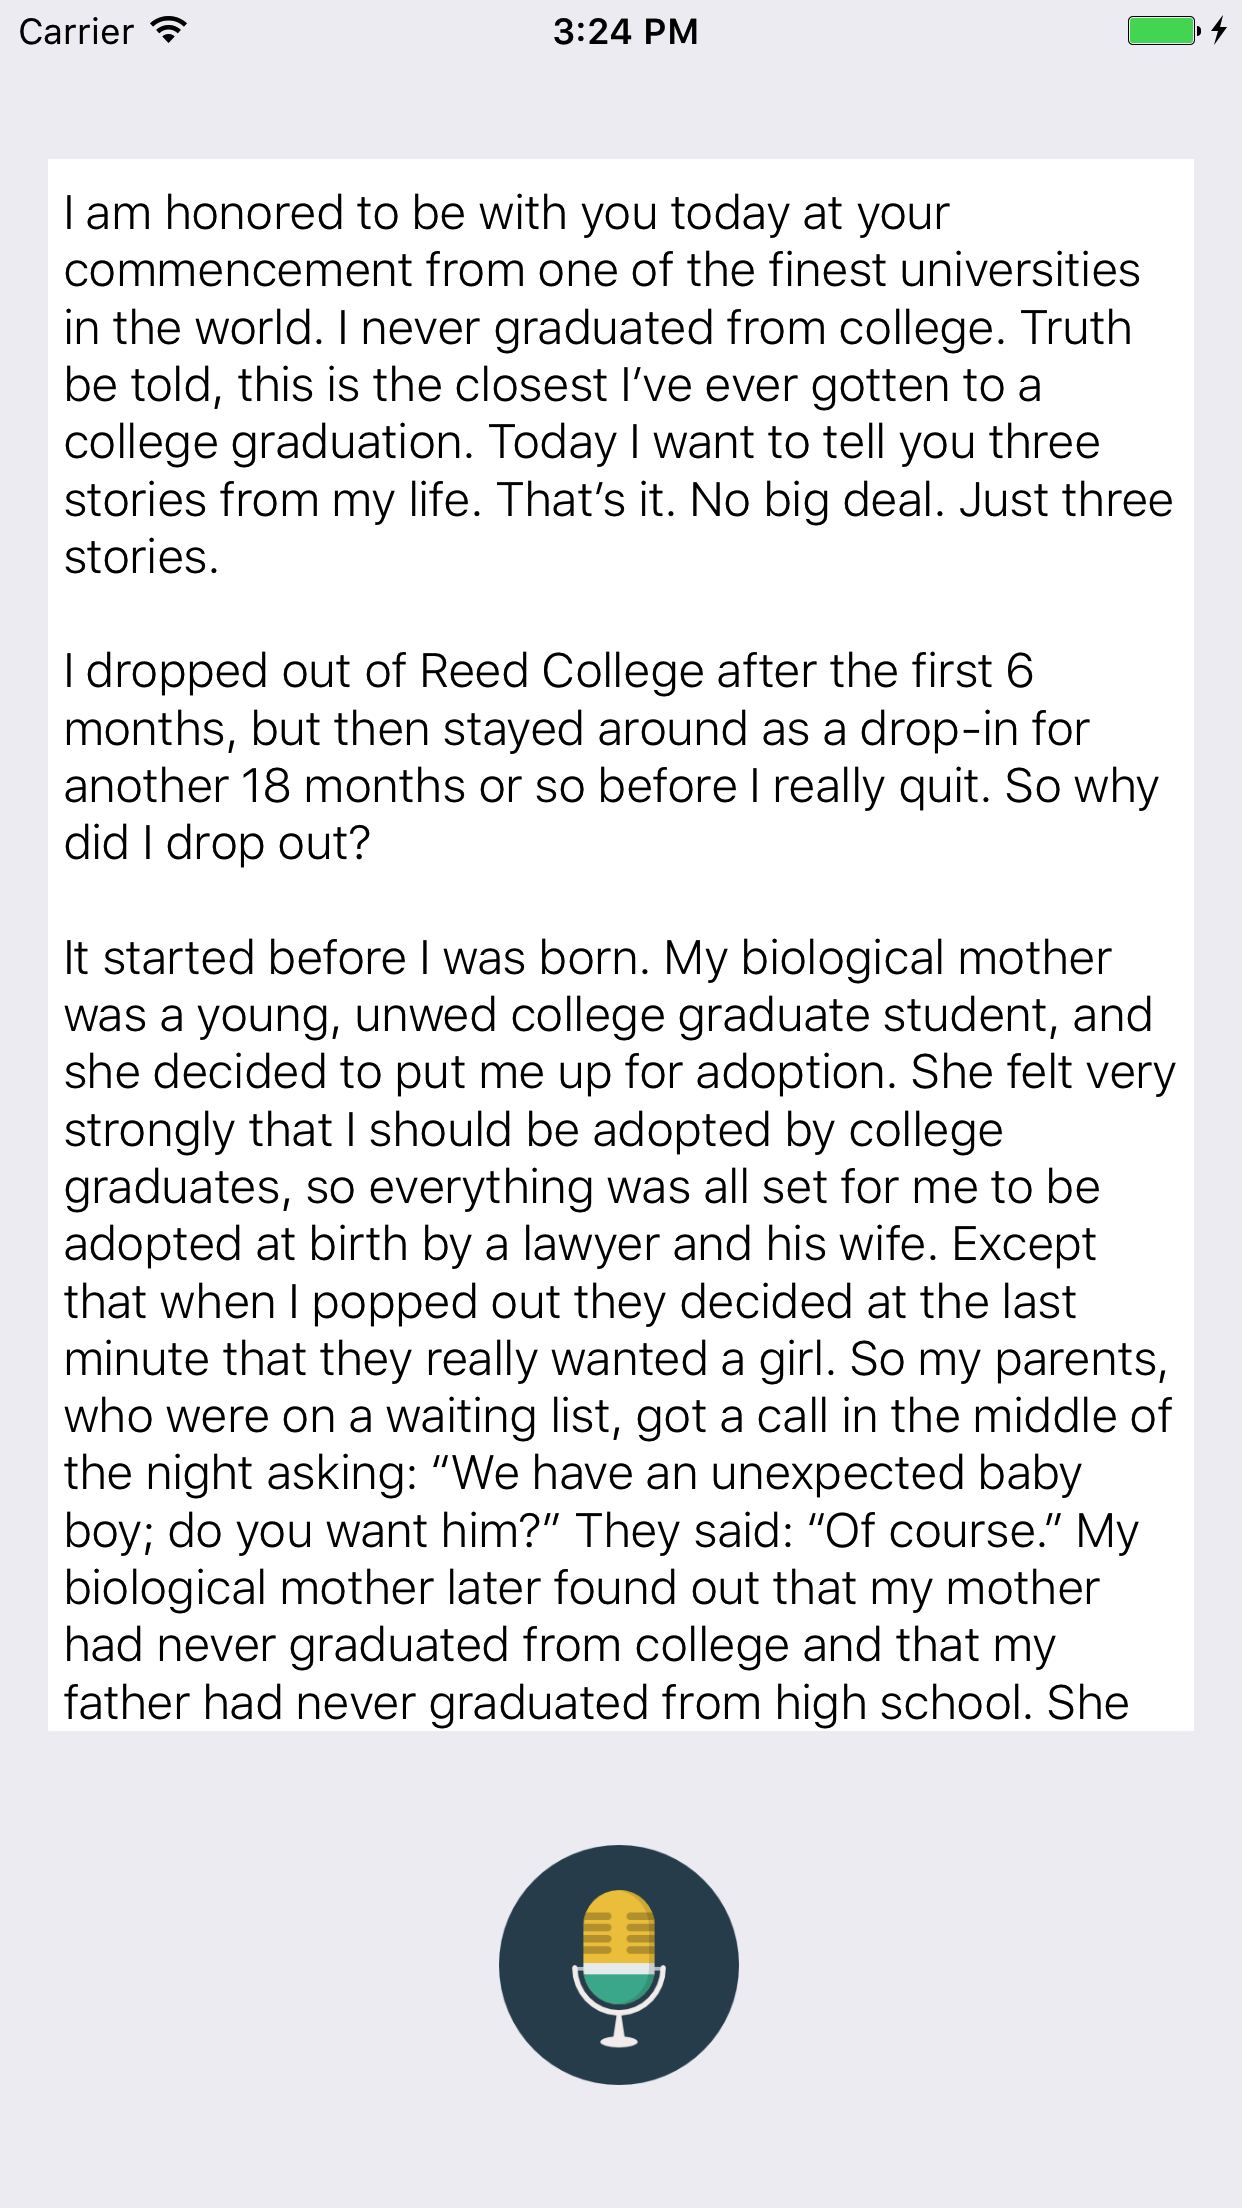 Carrier
3:24 PM
I am honored to be with you today at your
commencement from one of the finest universities
in the world. I never graduated from college. Truth
be told, this is the closest I’ve ever gotten to a
college graduation. Today I want to tell you three
stories from my life. That’s it. No big deal. Just three
stories.
I dropped out of Reed College after the first 6
months, but then stayed around as a drop-in for
another 18 months or so before I really quit. So why
did I drop out?
It started before I was born. My biological mother
was a young, unwed college graduate student, and
she decided to put me up for adoption. She felt very
strongly that I should be adopted by college
graduates, so everything was all set for me to be
adopted at birth by a lawyer and his wife. Except
that when I popped out they decided at the last
minute that they really wanted a girl. So my parents,
who were on a waiting list, got a call in the middle of
the night asking: “We have an unexpected baby
boy; do you want him?” They said: “Of course.” My
biological mother later found out that my mother
had never graduated from college and that my
father had never graduated from high school. She